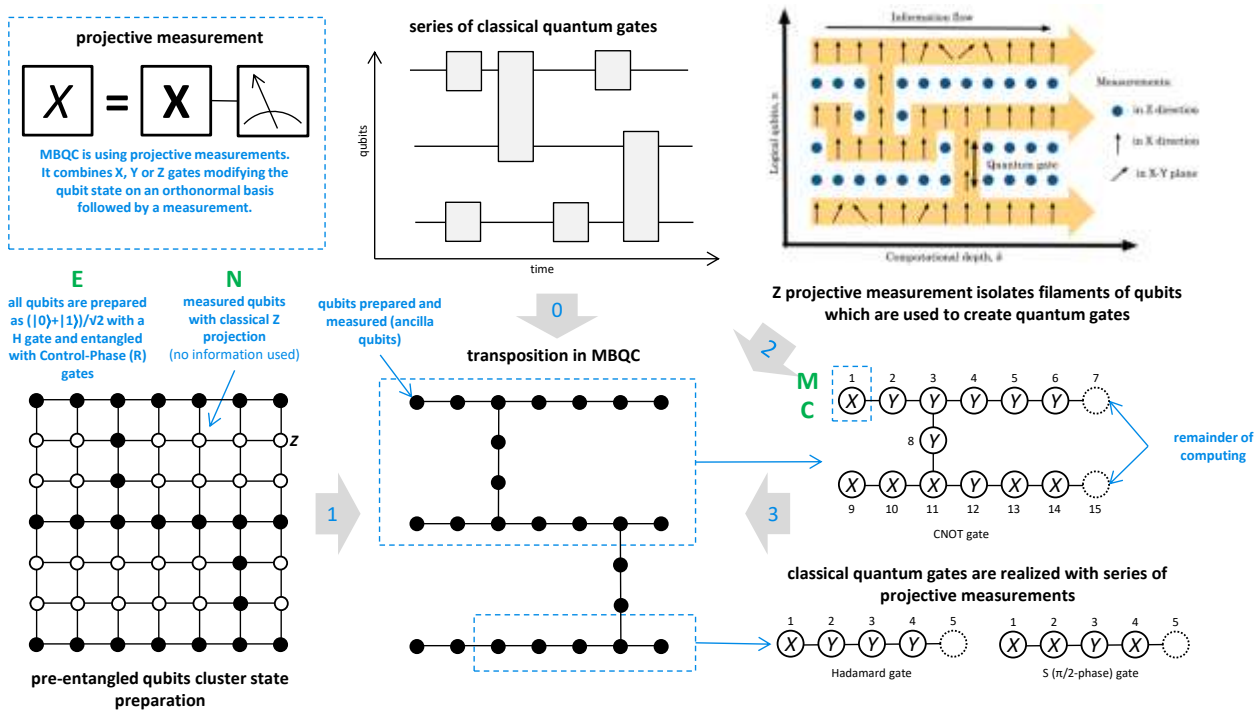 projective measurement
X = X
MBQC is using projective measurements.
It combines X, Y or Z gates modifying the
qubit state on an orthonormal basis
followed by a measurement.
series of classical quantum gates
qubits
time
Information flow
Logical qubits, n
Quantum gate
Computational depth, k
Measurements:
in Z direction
in X direction
in X-Y plane
Z projective measurement isolates filaments of qubits
which are used to create quantum gates
E
all qubits are prepared
as (|0⟩+|1⟩)/√2 with a
H gate and entangled
with Control-Phase (R)
gates
N
measured qubits
with classical Z
projection
(no information used)
Z
pre-entangled qubits cluster state
preparation
qubits prepared and
measured (ancilla
qubits)
0
transposition in MBQC
1
2
3
M
C
1 2 3 4 5 6 7
X Y Y Y Y Y
8 Y
X X X Y X X
9 10 11 12 13 14 15
CNOT gate
remainder of
computing
classical quantum gates are realized with series of
projective measurements
1 2 3 4 5
X Y Y Y
Hadamard gate
1 2 3 4 5
X X Y X
S (π/2-phase) gate